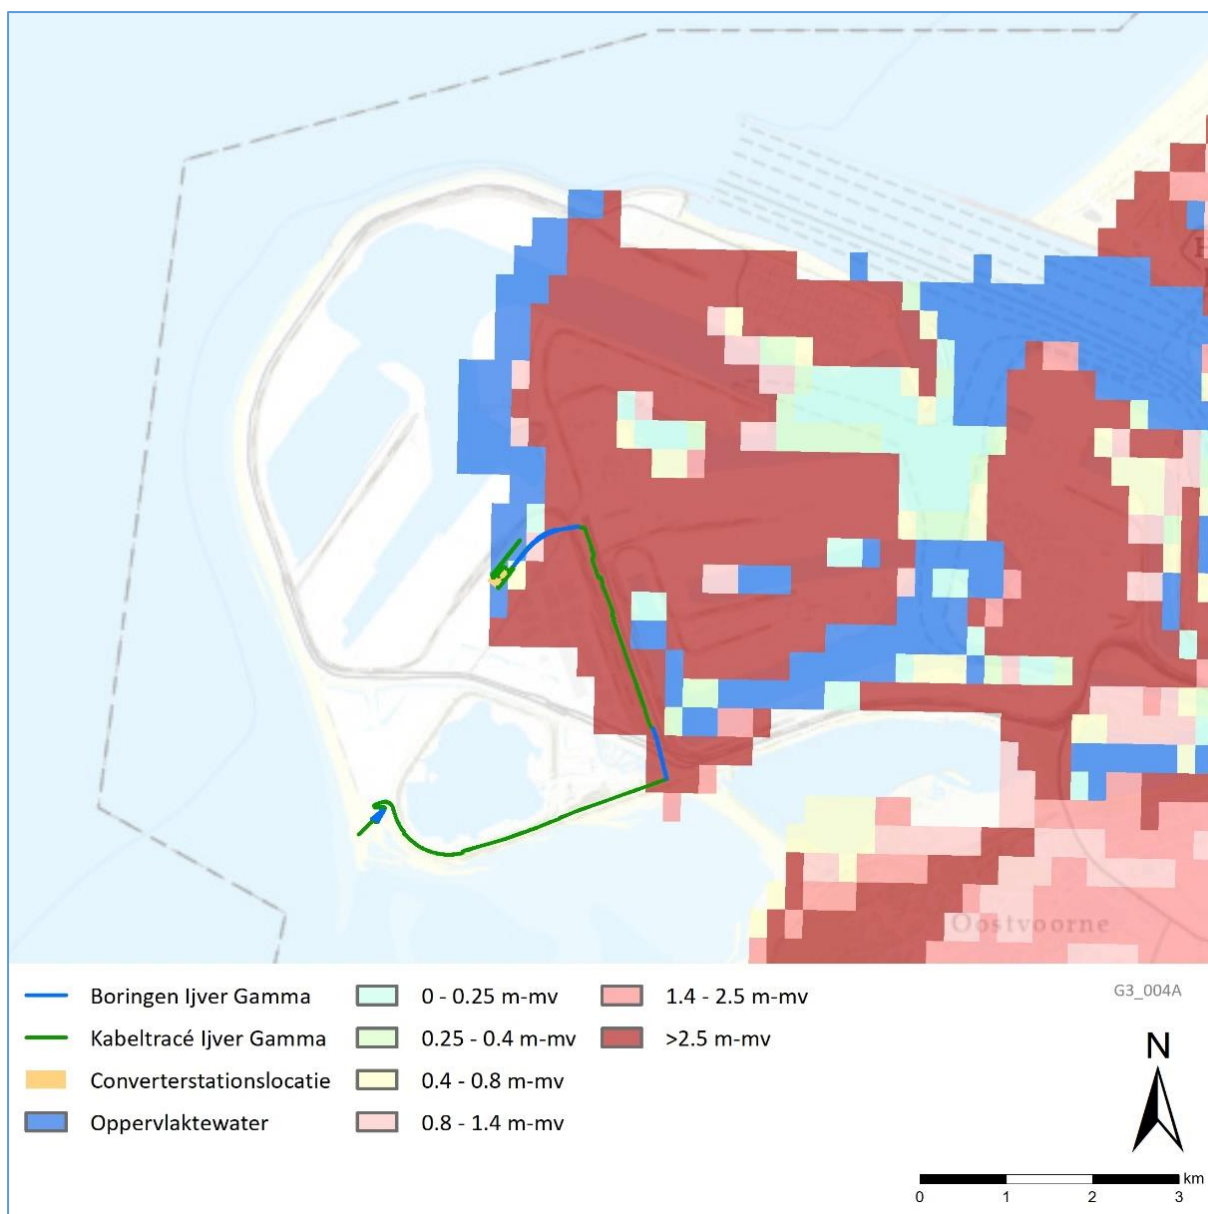 Oostvoorne
Boringen Ijver Gamma
Kabeltracé Ijver Gamma
Converterstationslocatie
Oppervlaktewater
0 - 0.25 m-mv
0.25 - 0.4 m-mv
0.4 - 0.8 m-mv
0.8 - 1.4 m-mv
1.4 - 2.5 m-mv
>2.5 m-mv
G3_004A
N
km
0 1 2 3